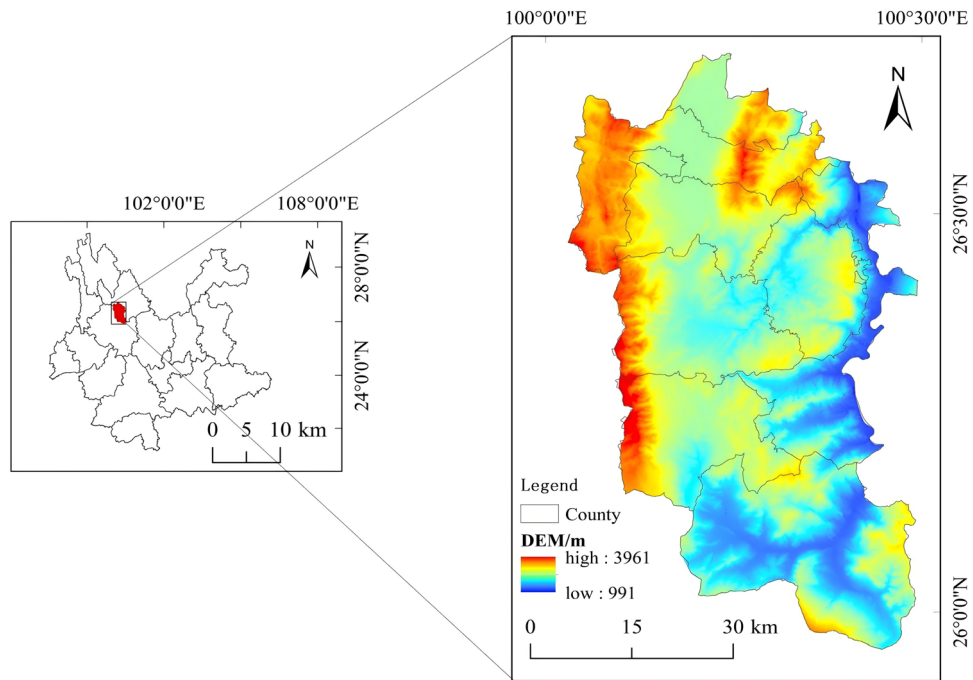 102°0'0"E 108°0'0"E
N
28°0'0"N
24°0'0"N
0 5 10 km
100°0'0"E 100°30'0"E
N
26°30'0"N
26°0'0"N
Legend
County
DEM/m
high : 3961
low : 991
0 15 30 km